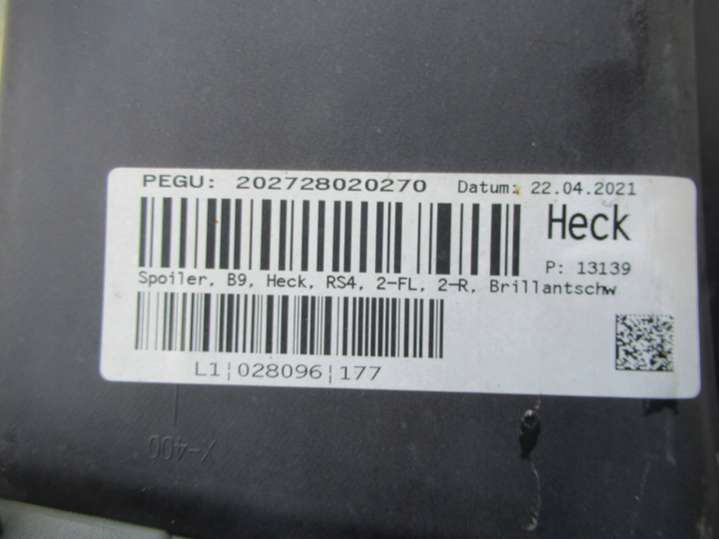 PEGU: 202728020270 Datum: 22.04.2021
Heck
P: 13139
Spoiler, B9, Heck, RS4, 2-FL, 2-R, Brillantschw
L1¦028096¦177
X-400